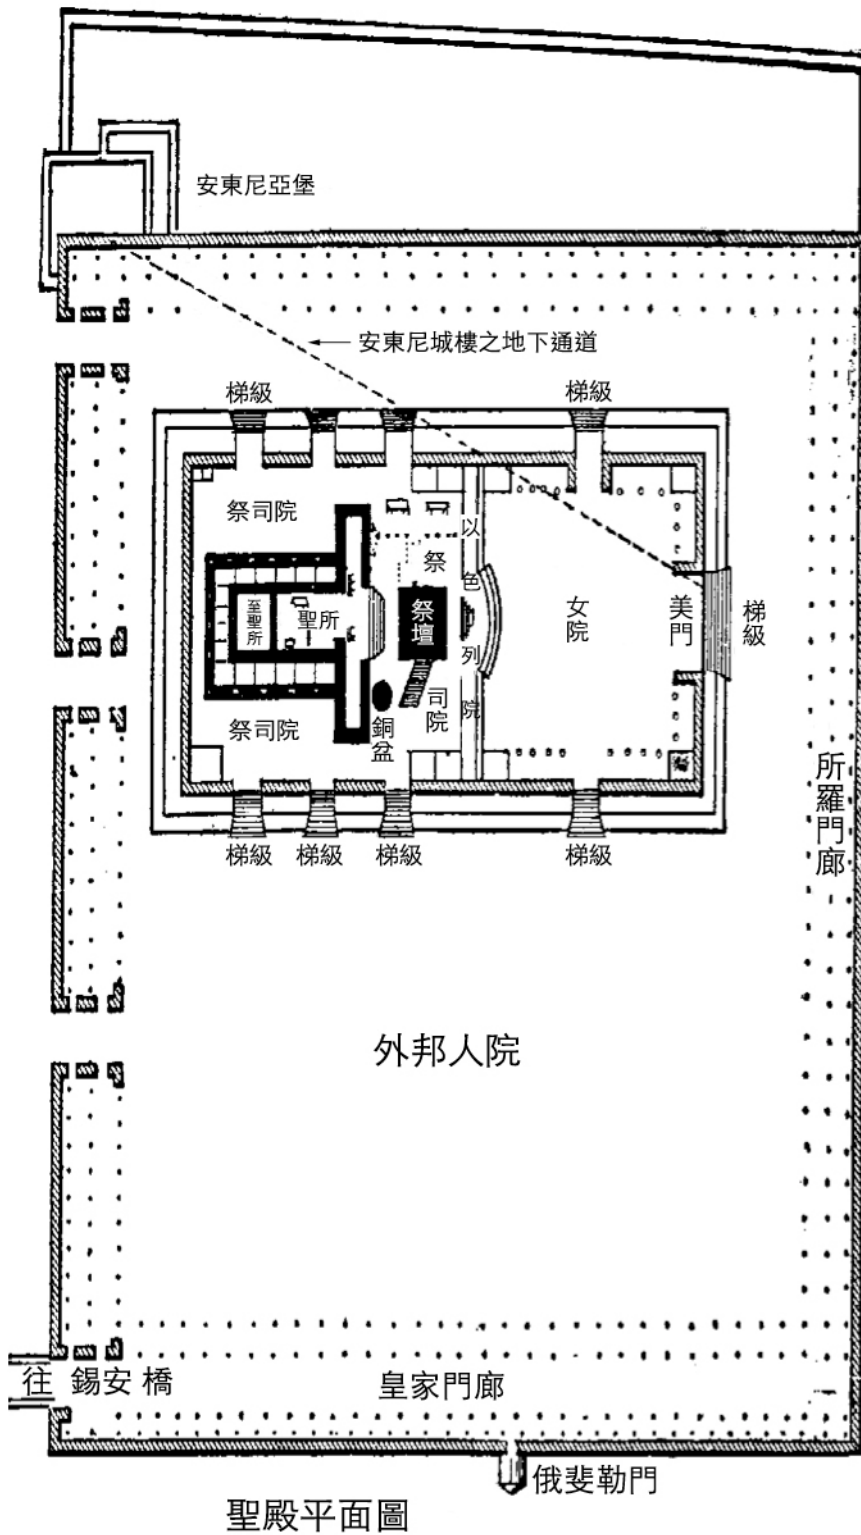 安東尼亞堡
安東尼城樓之地下通道
梯級
梯級
祭司院
至聖所
聖所
祭司院
祭壇
祭
司院
銅盆
以色列院
女院
美門
梯級
祭司院
梯級
梯級
梯級
梯級
所羅門廊
外邦人院
往 錫安橋
皇家門廊
俄斐勒門
聖殿平面圖